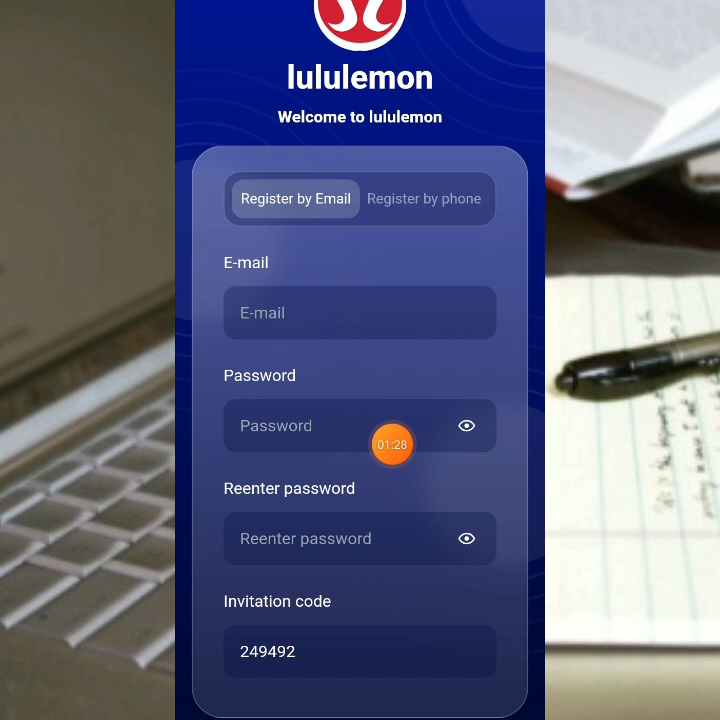 lululemon
Welcome to lululemon
Register by Email Register by phone
E-mail
E-mail
Password
Password
01:28
Reenter password
Reenter password
Invitation code
249492